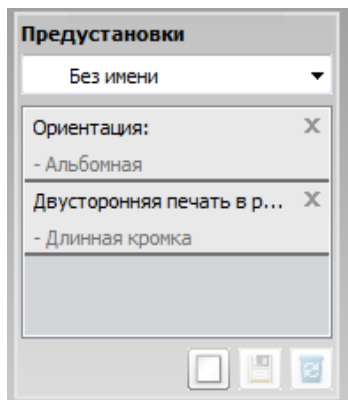 Предустановки
Без имени
Ориентация:
- Альбомная
Двусторонняя печать в р...
- Длинная кромка